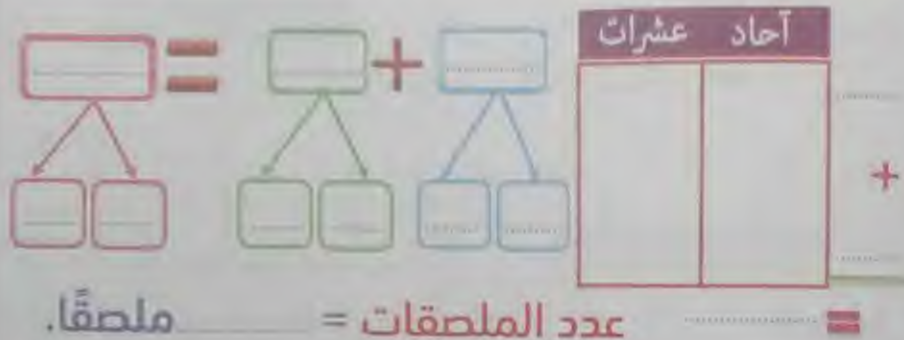 آحاد عشرات
+ =
+
= عدد الملصقات = ملصقًا.